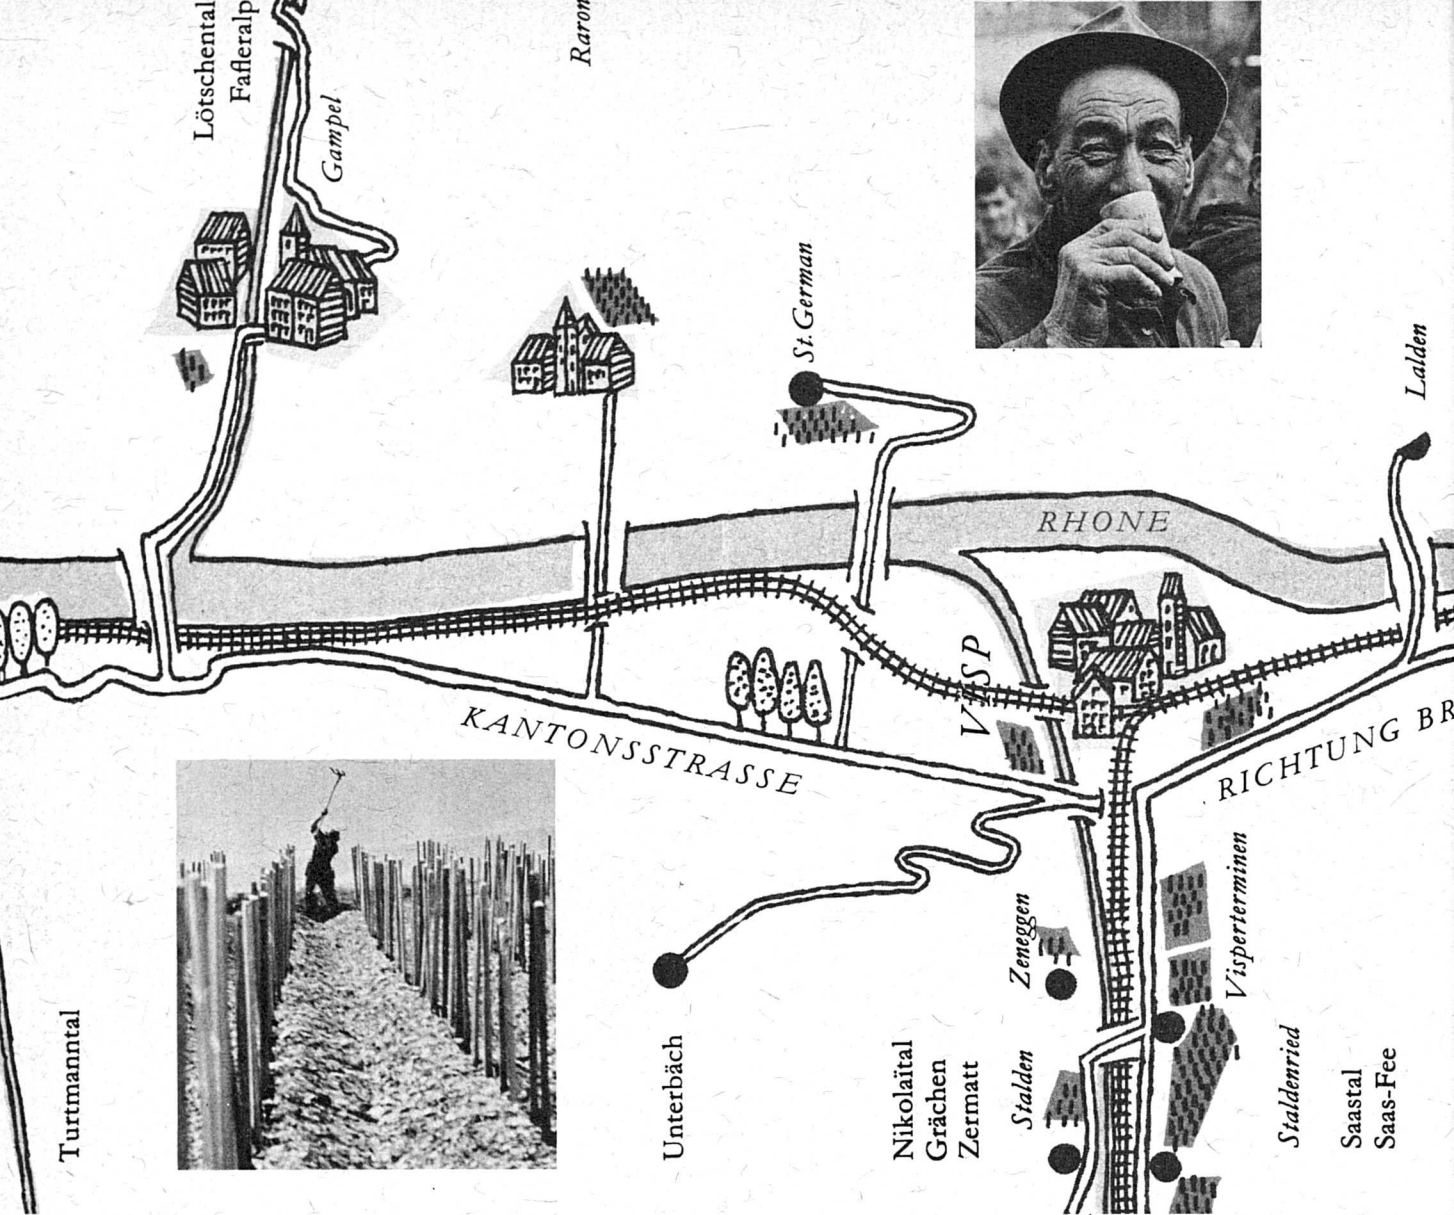 Lötschental
Fafleralp
Gampel
Raron
St. German
Lalden
RHONE
VISP
KANTONSSTRASSE
RICHTUNG BR
Zeneggen
Visperterminen
Turtmanntal
Unterbäch
Nikolaïtal
Grächen
Zermatt
Stalden
Staldenried
Saastal
Saas-Fee